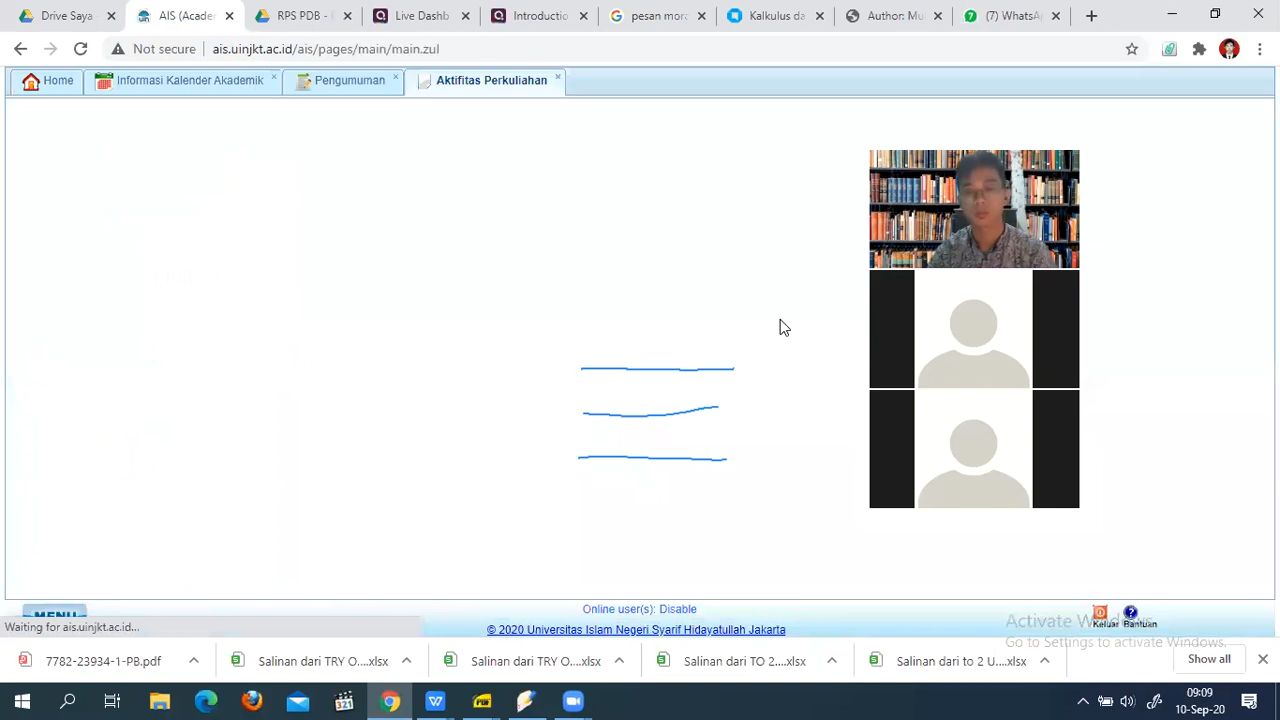 Drive Saya
AIS (Acade
RPS PDB -
Live Dashb
Introductio
pesan mor
Kalkulus da
Author: Mu
(7) WhatsA
Not secure
ais.uinjkt.ac.id/ais/pages/main/main.zul
Home
Informasi Kalender Akademik
Pengumuman
Aktifitas Perkuliahan
MENU
Online user(s): Disable
Keluar
Bantuan
Waiting for ais.uinjkt.ac.id...
© 2020 Universitas Islam Negeri Syarif Hidayatullah Jakarta
Activate Windows
Go to Settings to activate Windows.
7782-23934-1-PB.pdf
Salinan dari TRY O....xlsx
Salinan dari TRY O....xlsx
Salinan dari TO 2....xlsx
Salinan dari to 2 U....xlsx
Show all
321
PDF
09:09
10-Sep-20